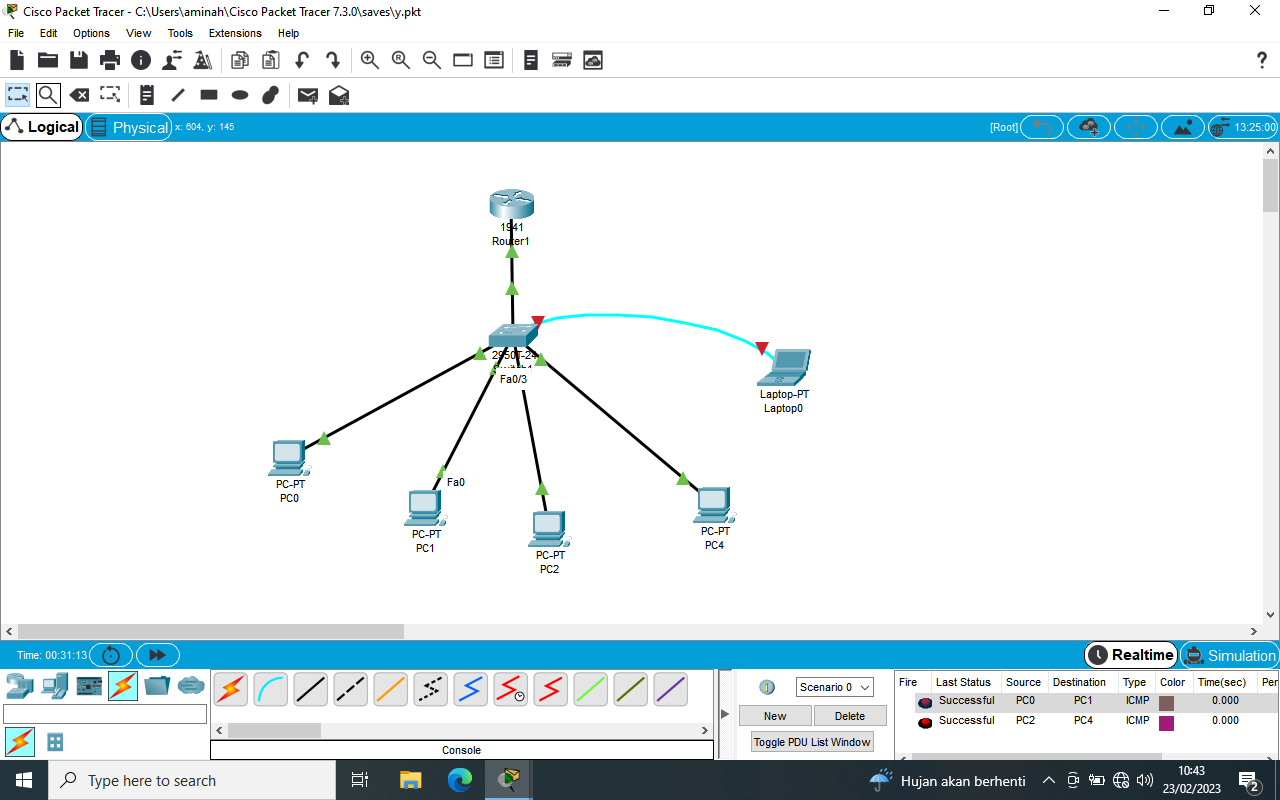 Cisco Packet Tracer - C:\Users\aminah\Cisco Packet Tracer 7.3.0\saves\y.pkt
File Edit Options View Tools Extensions Help
Logical Physical x: 604, y: 145 [Root] 13:25:00
1941
Router1
2950T-24
Fa0/3
Laptop-PT
Laptop0
PC-PT
PC0
Fa0
PC-PT
PC1
PC-PT
PC2
PC-PT
PC4
Time: 00:31:13 Realtime Simulation
Scenario 0
New Delete
Toggle PDU List Window
Console
Fire Last Status Source Destination Type Color Time(sec) Per
Successful PC0 PC1 ICMP 0.000
Successful PC2 PC4 ICMP 0.000
Type here to search
Hujan akan berhenti
10:43
23/02/2023
2